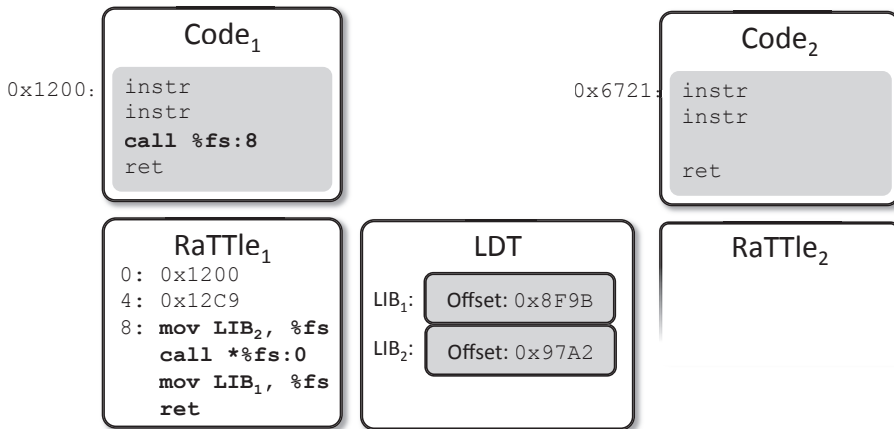 Code₁
0x1200:
instr
instr
call %fs:8
ret
Code₂
0x6721:
instr
instr
ret
RaTTle₁
0: 0x1200
4: 0x12C9
8: mov LIB₂, %fs
call *%fs:0
mov LIB₁, %fs
ret
LDT
LIB₁: Offset: 0x8F9B
LIB₂: Offset: 0x97A2
RaTTle₂